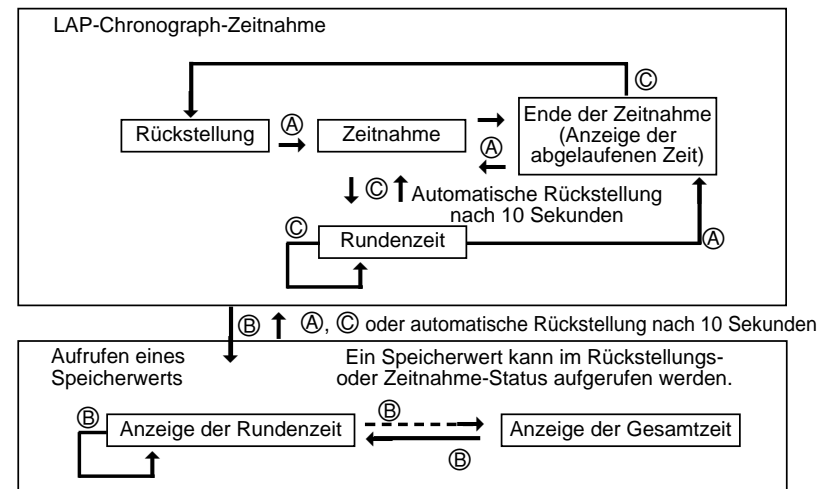 LAP-Chronograph-Zeitnahme
Ⓒ
Rückstellung
Ⓐ
Zeitnahme
Ⓐ
Ende der Zeitnahme
(Anzeige der
abgelaufenen Zeit)
Ⓒ
Automatische Rückstellung
nach 10 Sekunden
Ⓒ
Rundenzeit
Ⓐ
Ⓑ
Ⓐ, Ⓒ oder automatische Rückstellung nach 10 Sekunden
Aufrufen eines
Speicherwerts
Ein Speicherwert kann im Rückstellungs-
oder Zeitnahme-Status aufgerufen werden.
Ⓑ
Anzeige der Rundenzeit
Ⓑ
Ⓑ
Anzeige der Gesamtzeit